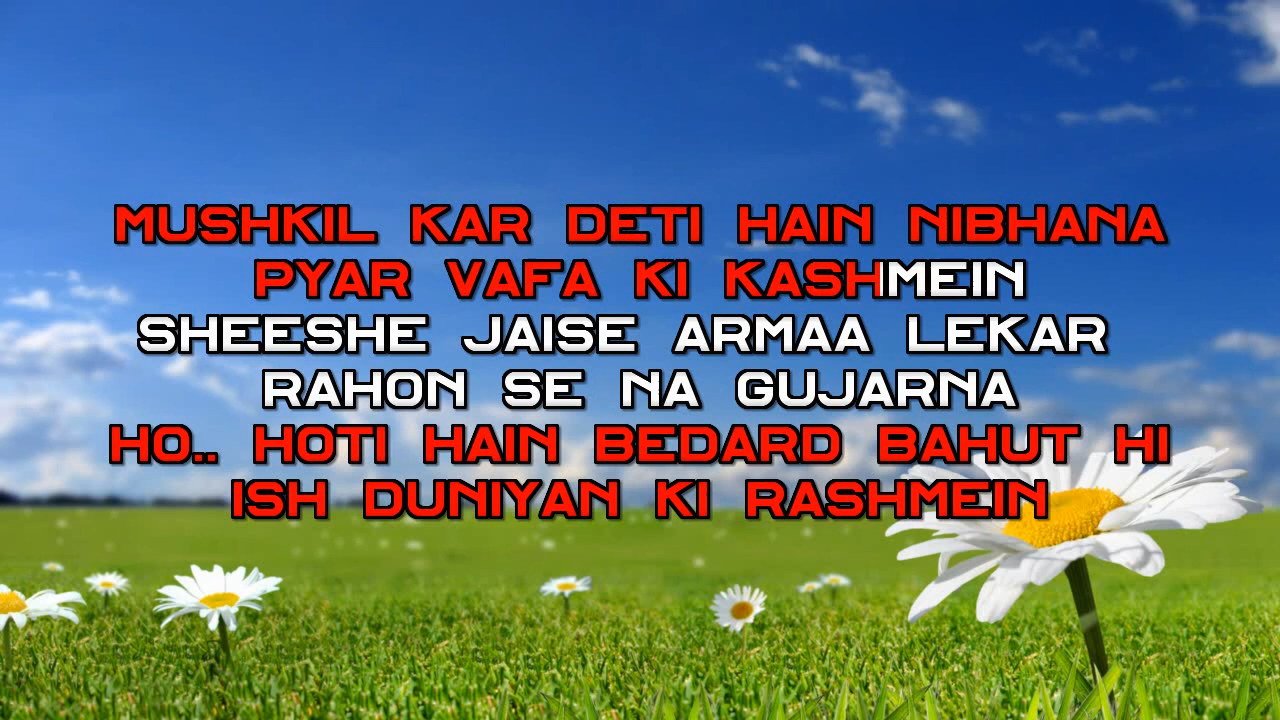 MUSHKIL KAR DETI HAIN NIBHANA
PYAR VAFA KI KASHMEIN
SHEESHE JAISE ARMAA LEKAR
RAHON SE NA GUJARNA
HO.. HOTI HAIN BEDARD BAHUT HI
ISH DUNIYAN KI RASHMEIN